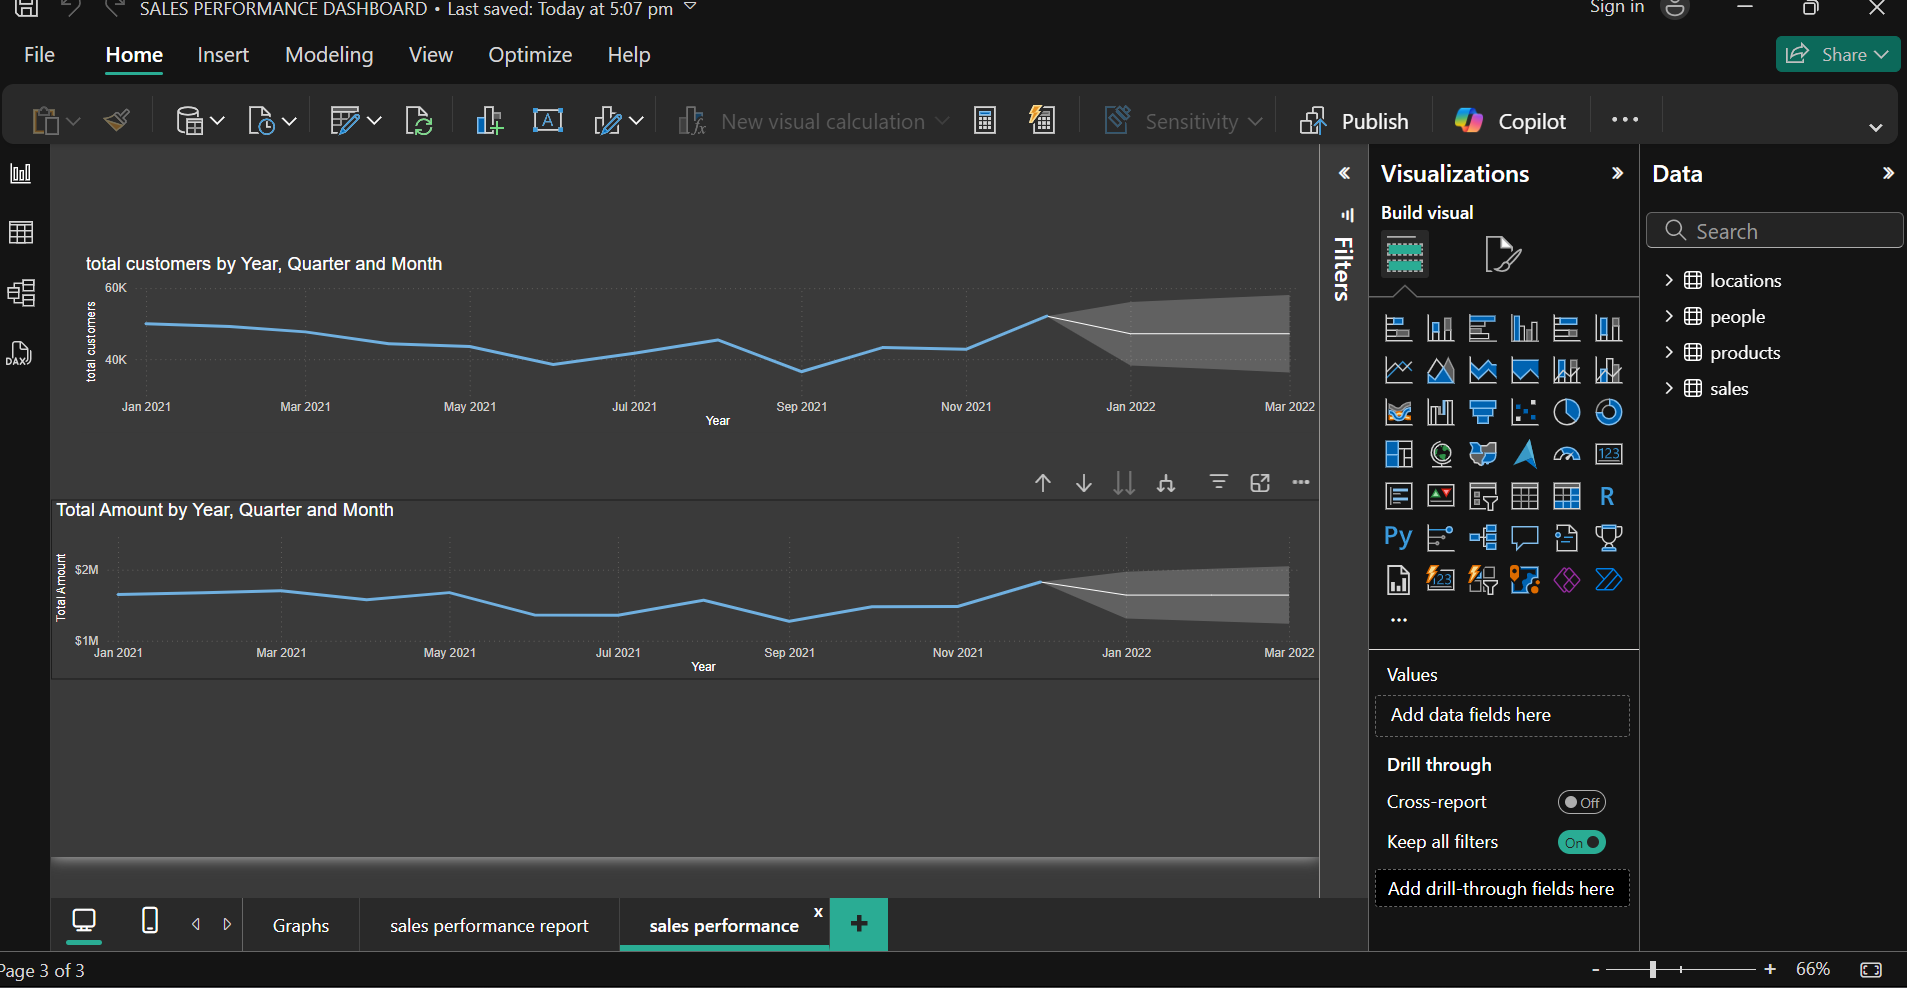 SALES PERFORMANCE DASHBOARD • Last saved: Today at 5:07 pm
Sign in
File Home Insert Modeling View Optimize Help
Share
New visual calculation
Sensitivity
Publish
Copilot
DAX
total customers by Year, Quarter and Month
total customers
60K
40K
Jan 2021 Mar 2021 May 2021 Jul 2021 Sep 2021 Nov 2021 Jan 2022 Mar 2022
Year
Total Amount by Year, Quarter and Month
Total Amount
$2M
$1M
Jan 2021 Mar 2021 May 2021 Jul 2021 Sep 2021 Nov 2021 Jan 2022 Mar 2022
Year
Filters
Visualizations
Build visual
123
R
Py
123
Values
Add data fields here
Drill through
Cross-report
Off
Keep all filters
On
Add drill-through fields here
Data
Search
locations
people
products
sales
Graphs
sales performance report
sales performance
x
+
Page 3 of 3
- + 66%